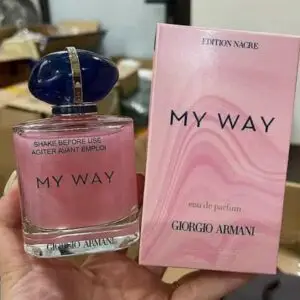 SHAKE BEFORE USE
AGITER AVANT EMPLOI
MY WAY
GIORGIO ARMANI
EDITION NACRE
MY WAY
eau de parfum
GIORGIO ARMANI